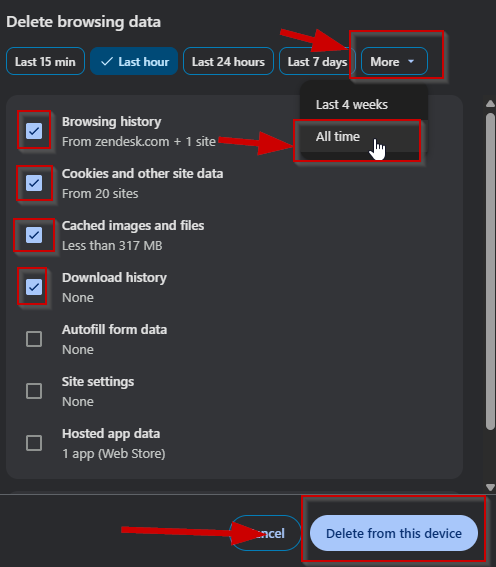 Delete browsing data
Last 15 min
Last hour
Last 24 hours
Last 7 days
More
Last 4 weeks
All time
Browsing history
From zendesk.com + 1 site
Cookies and other site data
From 20 sites
Cached images and files
Less than 317 MB
Download history
None
Autofill form data
None
Site settings
None
Hosted app data
1 app (Web Store)
ncel
Delete from this device